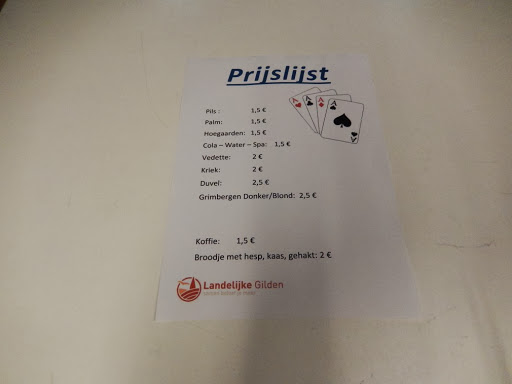 Prijslijst
Pils : 1,5 €
Palm: 1,5 €
Hoegaarden: 1,5 €
Cola – Water – Spa: 1,5 €
Vedette: 2 €
Kriek: 2 €
Duvel: 2,5 €
Grimbergen Donker/Blond: 2,5 €
Koffie: 1,5 €
Broodje met hesp, kaas, gehakt: 2 €
Landelijke Gilden